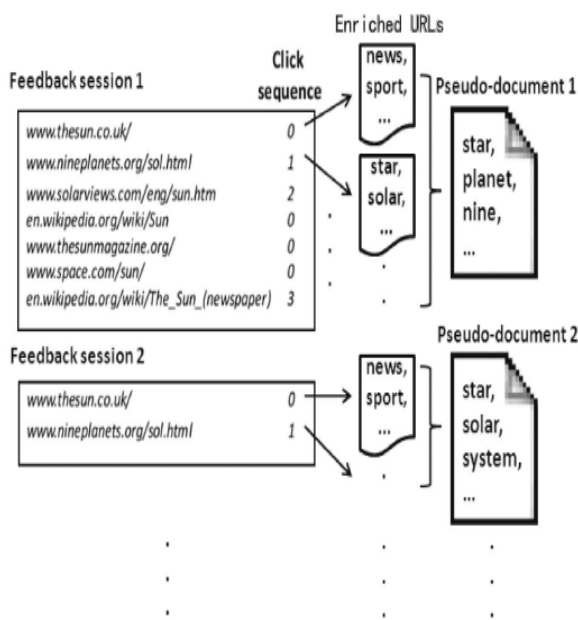 Enriched URLs
Click
sequence
Feedback session 1
Pseudo-document 1
www.thesun.co.uk/ 0
www.nineplanets.org/sol.html 1
www.solarviews.com/eng/sun.htm 2
en.wikipedia.org/wiki/Sun 0
www.thesunmagazine.org/ 0
www.space.com/sun/ 0
en.wikipedia.org/wiki/The_Sun_(newspaper) 3
news,
sport,
...
star,
solar,
...
star,
planet,
nine,
...
Feedback session 2
Pseudo-document 2
www.thesun.co.uk/ 0
www.nineplanets.org/sol.html 1
news,
sport,
...
star,
solar,
system,
...